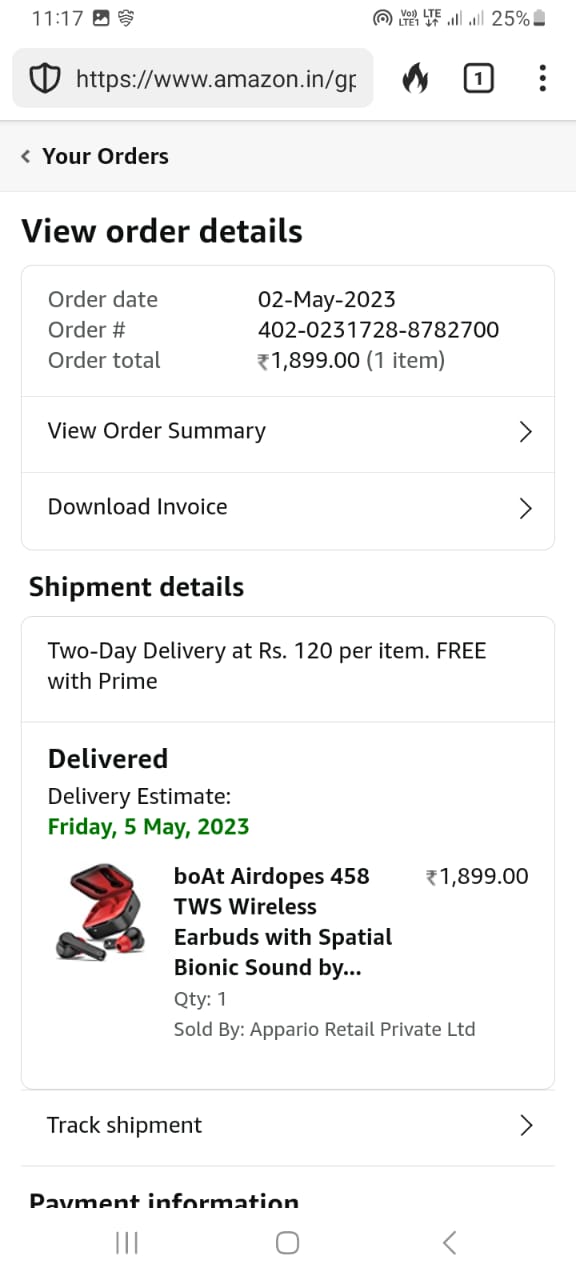 11:17
Vo)) LTE
LTE1
25%
https://www.amazon.in/gp
1
Your Orders
View order details
Order date 02-May-2023
Order # 402-0231728-8782700
Order total ₹1,899.00 (1 item)
View Order Summary
Download Invoice
Shipment details
Two-Day Delivery at Rs. 120 per item. FREE
with Prime
Delivered
Delivery Estimate:
Friday, 5 May, 2023
boAt Airdopes 458 ₹1,899.00
TWS Wireless
Earbuds with Spatial
Bionic Sound by...
Qty: 1
Sold By: Appario Retail Private Ltd
Track shipment
Payment information